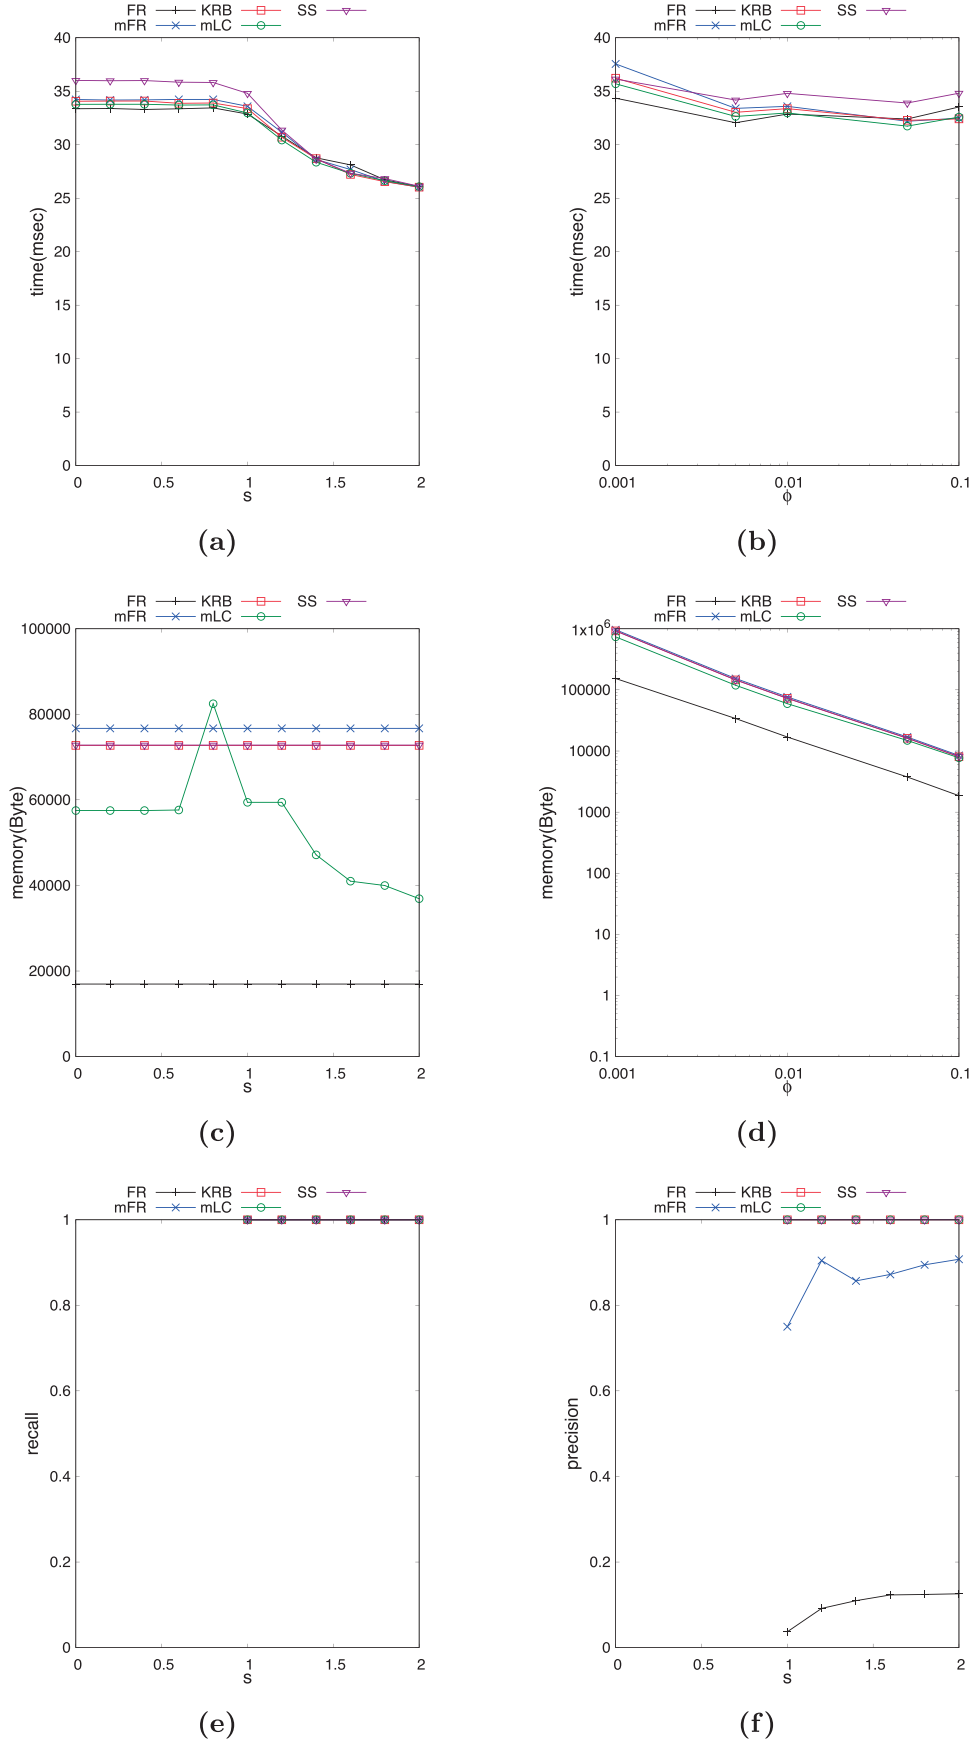 FR KRB SS
mFR mLC
40
35
30
25
20
15
10
5
0
time(msec)
0 0.5 1 1.5 2
s
(a)
FR KRB SS
mFR mLC
40
35
30
25
20
15
10
5
0
time(msec)
0.001 0.01 0.1
ϕ
(b)
FR KRB SS
mFR mLC
100000
80000
60000
40000
20000
0
memory(Byte)
0 0.5 1 1.5 2
s
(c)
FR KRB SS
mFR mLC
1x10⁶
100000
10000
1000
100
10
1
0.1
memory(Byte)
0.001 0.01 0.1
ϕ
(d)
FR KRB SS
mFR mLC
1
0.8
0.6
0.4
0.2
0
recall
0 0.5 1 1.5 2
s
(e)
FR KRB SS
mFR mLC
1
0.8
0.6
0.4
0.2
0
precision
0 0.5 1 1.5 2
s
(f)